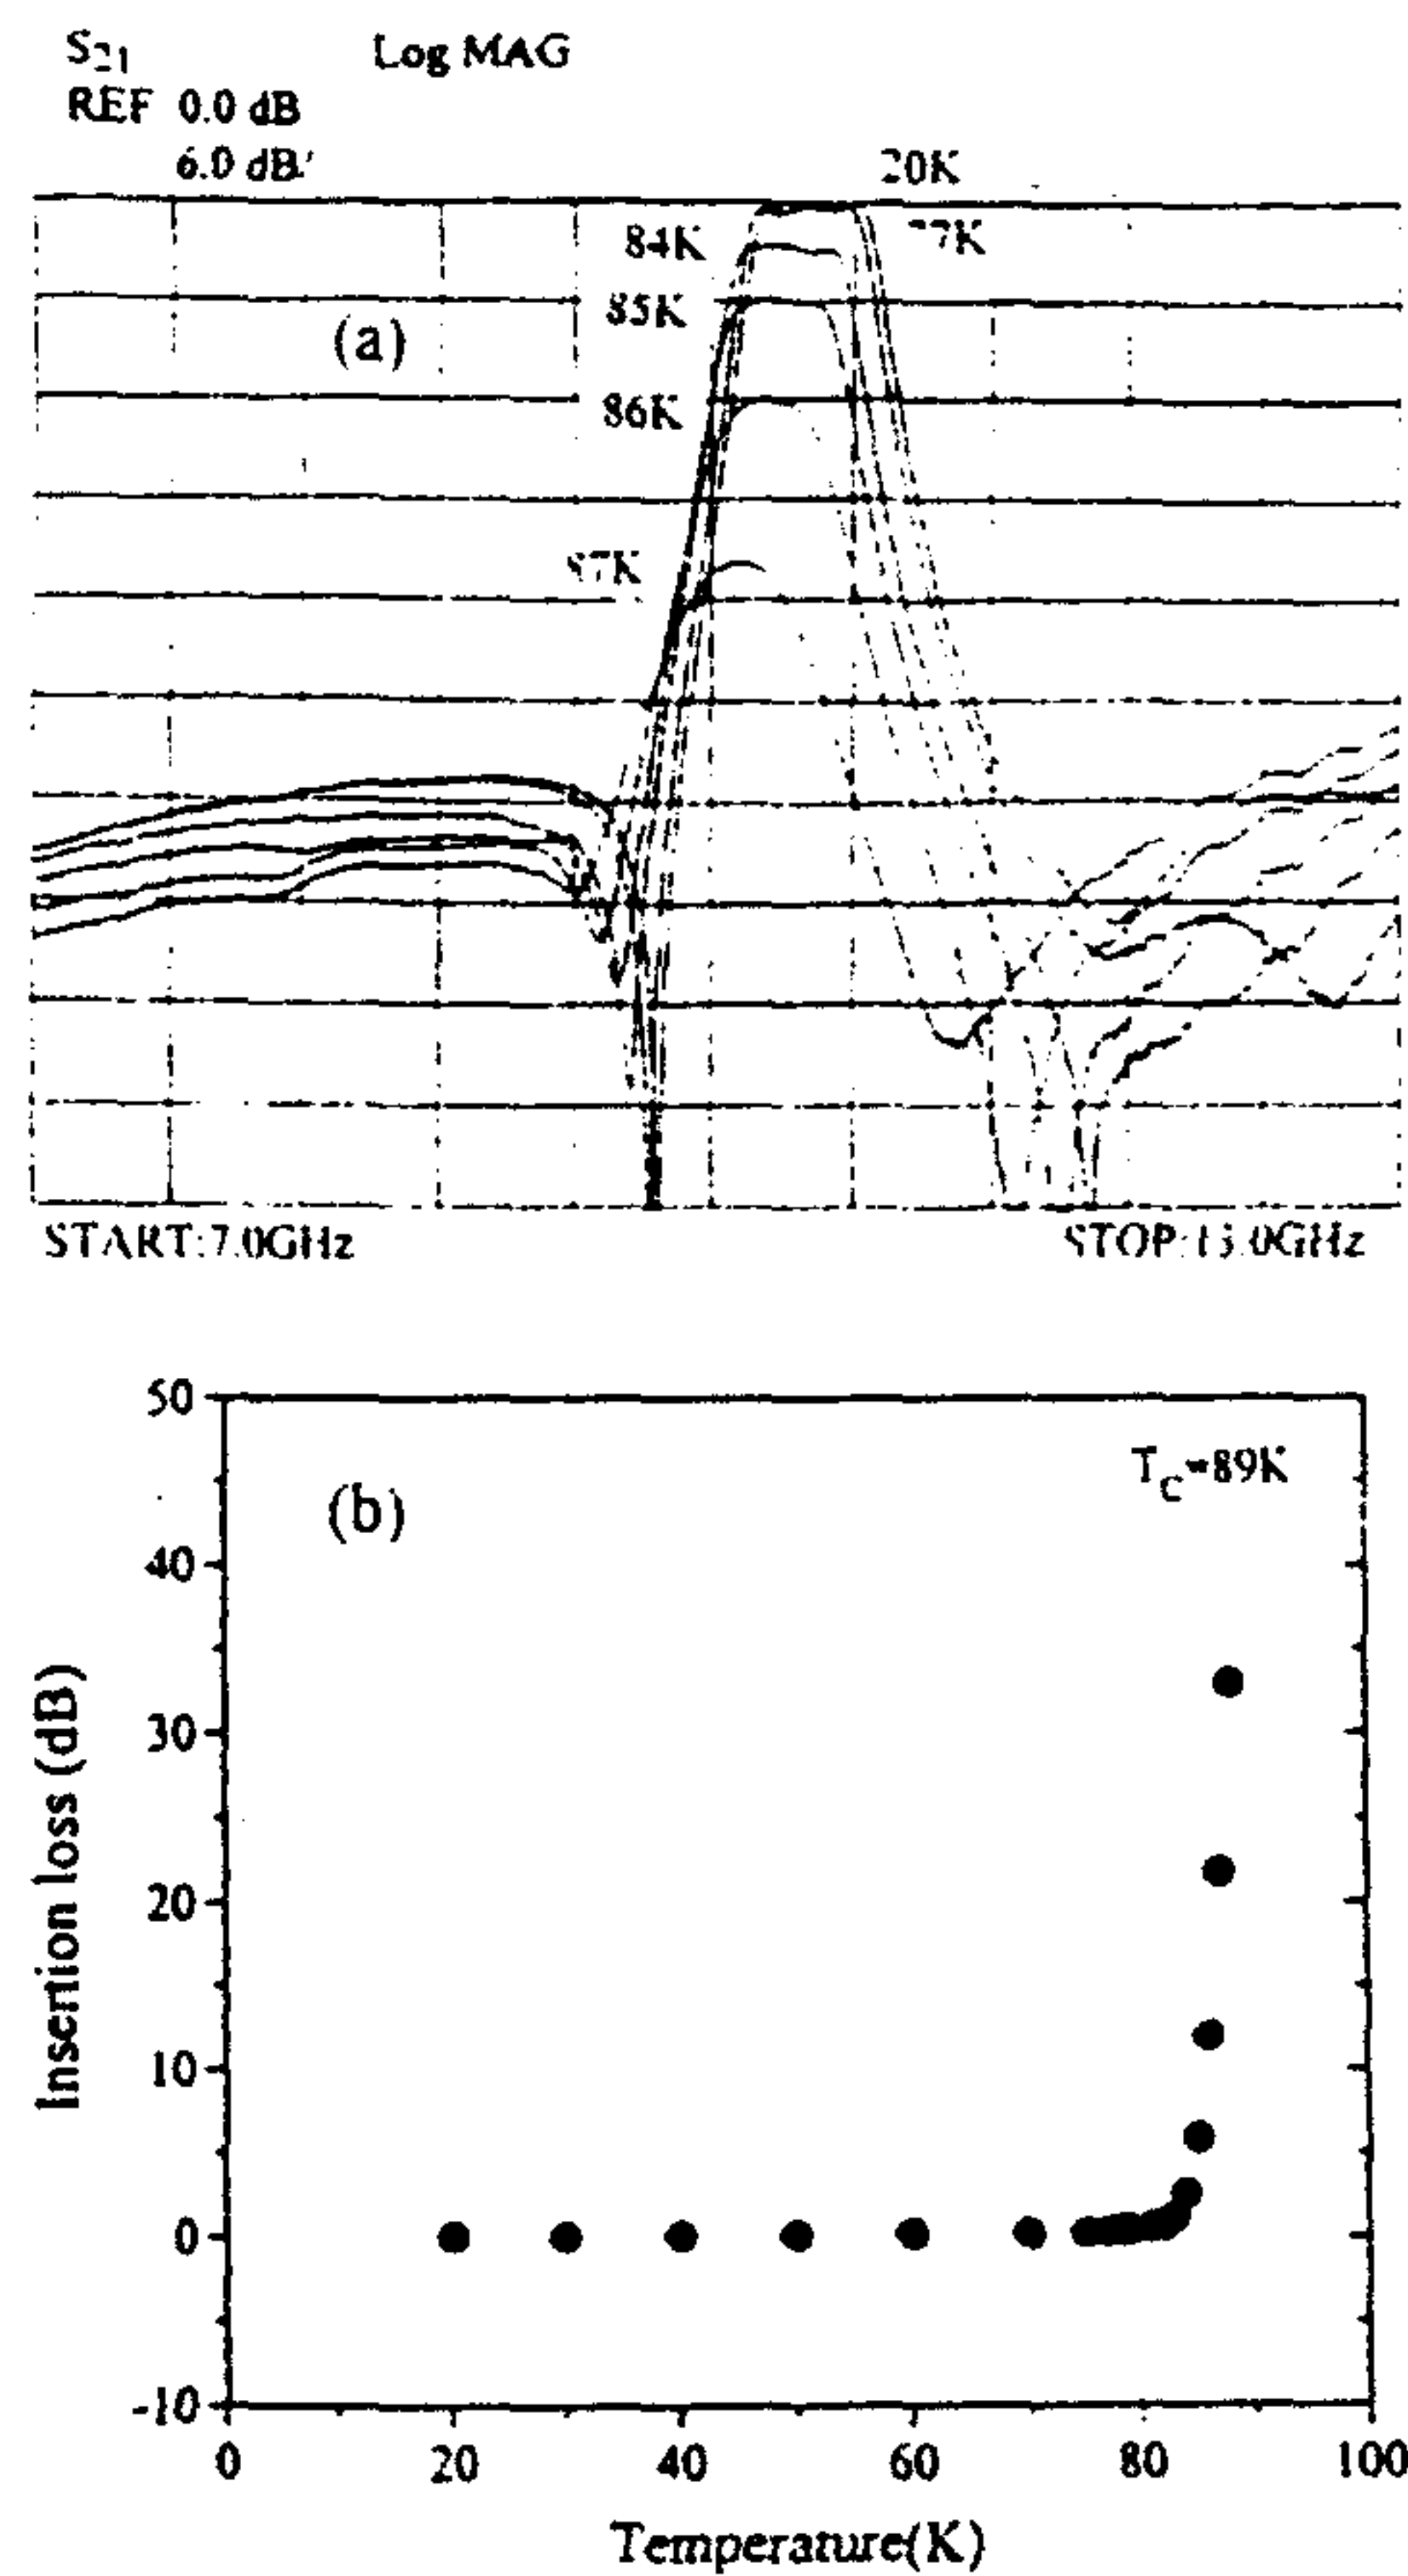 S21 Log MAG
REF 0.0 dB
6.0 dB/
20K
84K
85K
(a)
86K
START:7.0GHz
50
(b)
TC=89K
40
30
20
10
0
-10
Insertion loss (dB)
0 20 40 60 80 100
Temperature(K)